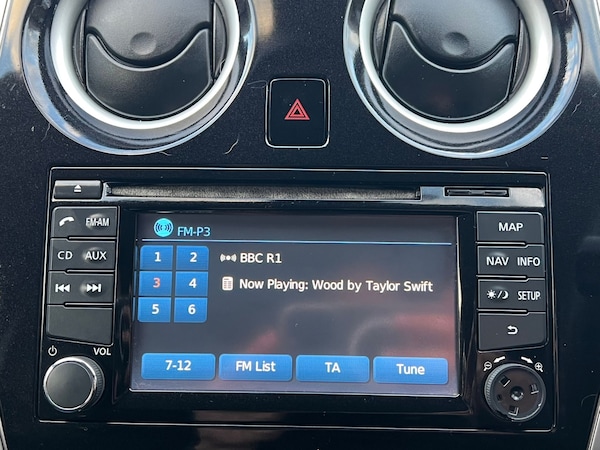 FM-P3
FM-AM
MAP
1 2
BBC R1
CD AUX
NAV INFO
3 4
Now Playing: Wood by Taylor Swift
SETUP
5 6
VOL
7-12 FM List TA Tune